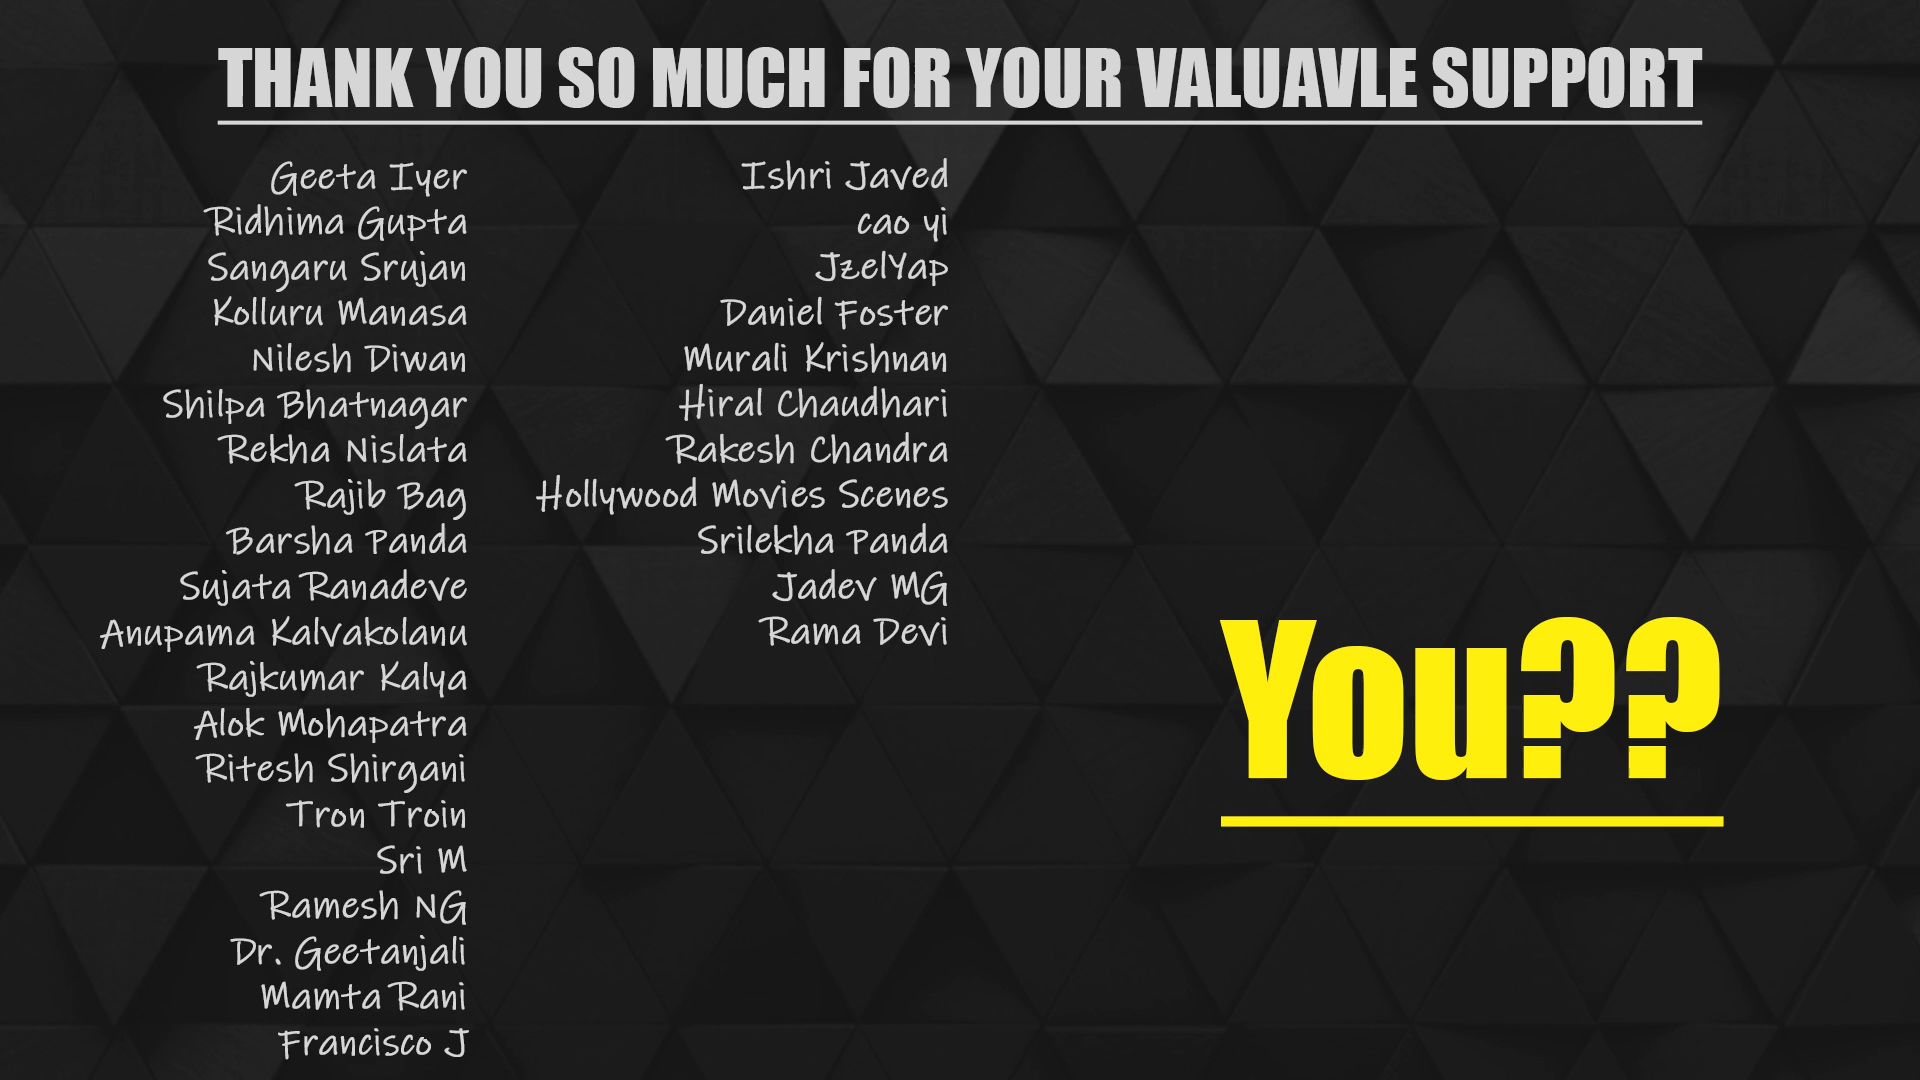 THANK YOU SO MUCH FOR YOUR VALUAVLE SUPPORT
Geeta Iyer
Ridhima Gupta
Sangaru Srujan
Kolluru Manasa
Nilesh Diwan
Shilpa Bhatnagar
Rekha Nislata
Rajib Bag
Barsha Panda
Sujata Ranadeve
Anupama Kalvakolanu
Rajkumar Kalya
Alok Mohapatra
Ritesh Shirgani
Tron Troin
Sri M
Ramesh NG
Dr. Geetanjali
Mamta Rani
Francisco J
Ishri Javed
cao yi
JzelYap
Daniel Foster
Murali Krishnan
Hiral Chaudhari
Rakesh Chandra
Hollywood Movies Scenes
Srilekha Panda
Jadev MG
Rama Devi
You??